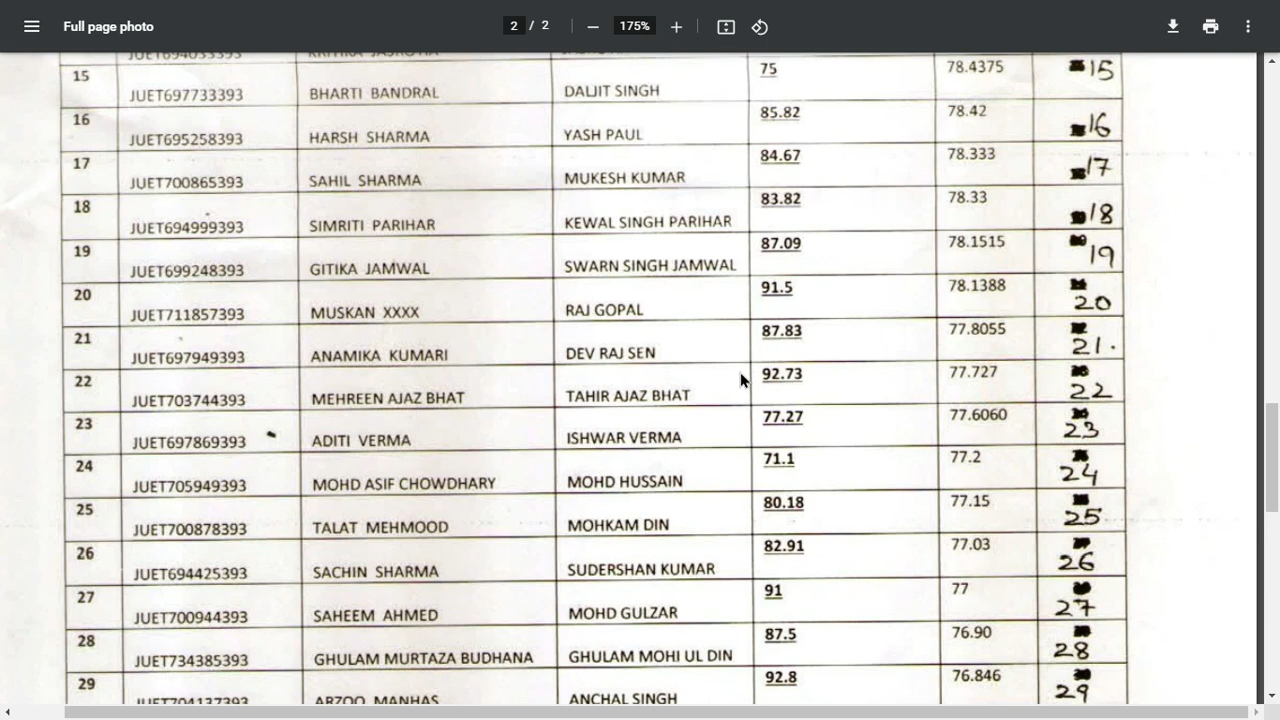 Full page photo
2 / 2
175%
15 JUET697733393 BHARTI BANDRAL DALJIT SINGH 75 78.4375 15
16 JUET695258393 HARSH SHARMA YASH PAUL 85.82 78.42 16
17 JUET700865393 SAHIL SHARMA MUKESH KUMAR 84.67 78.333 17
18 JUET694999393 SIMRITI PARIHAR KEWAL SINGH PARIHAR 83.82 78.33 18
19 JUET699248393 GITIKA JAMWAL SWARN SINGH JAMWAL 87.09 78.1515 19
20 JUET711857393 MUSKAN XXXX RAJ GOPAL 91.5 78.1388 20
21 JUET697949393 ANAMIKA KUMARI DEV RAJ SEN 87.83 77.8055 21.
22 JUET703744393 MEHREEN AJAZ BHAT TAHIR AJAZ BHAT 92.73 77.727 22
23 JUET697869393 ADITI VERMA ISHWAR VERMA 77.27 77.6060 23
24 JUET705949393 MOHD ASIF CHOWDHARY MOHD HUSSAIN 71.1 77.2 24
25 JUET700878393 TALAT MEHMOOD MOHKAM DIN 80.18 77.15 25
26 JUET694425393 SACHIN SHARMA SUDERSHAN KUMAR 82.91 77.03 26
27 JUET700944393 SAHEEM AHMED MOHD GULZAR 91 77 27
28 JUET734385393 GHULAM MURTAZA BUDHANA GHULAM MOHI UL DIN 87.5 76.90 28
29 JUET704137393 ARZOO MANHAS ANCHAL SINGH 92.8 76.846 29